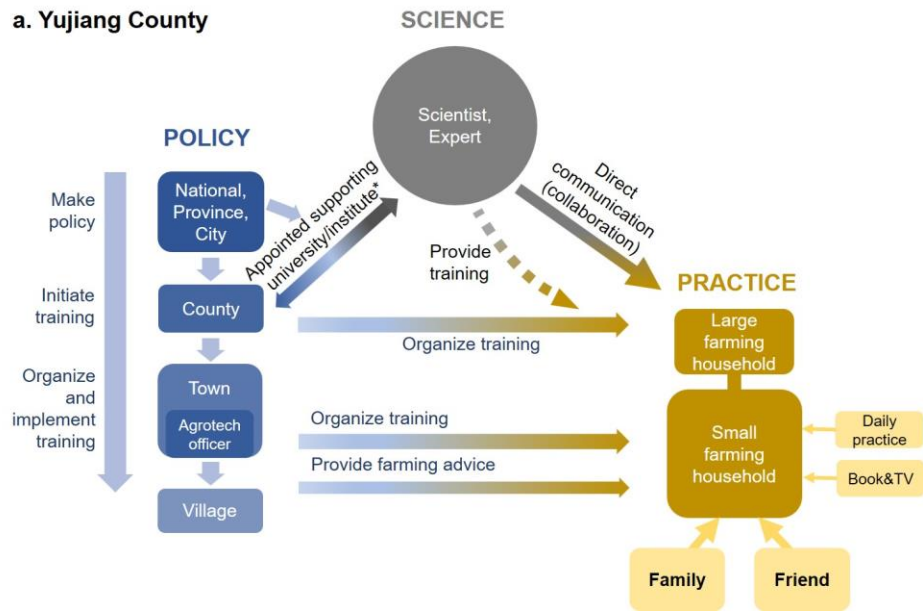 a. Yujiang County
SCIENCE
Scientist,
Expert
POLICY
Make
policy
Initiate
training
Organize
and
implement
training
National,
Province,
City
County
Town
Agrotech
officer
Village
Appointed supporting
university/institute*
Provide
training
Direct
communication
(collaboration)
Organize training
Organize training
Provide farming advice
PRACTICE
Large
farming
household
Small
farming
household
Daily
practice
Book&TV
Family
Friend